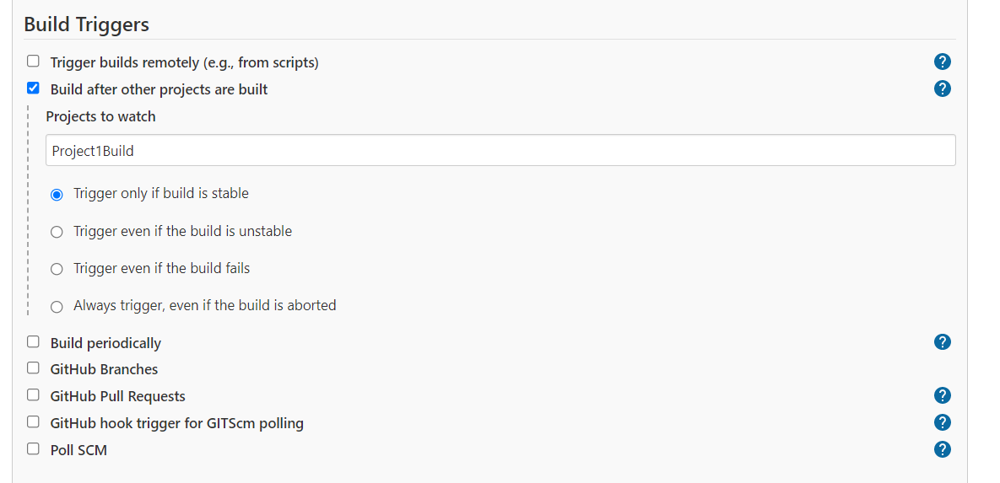 Build Triggers
Trigger builds remotely (e.g., from scripts)
?
Build after other projects are built
?
Projects to watch
Project1Build
Trigger only if build is stable
Trigger even if the build is unstable
Trigger even if the build fails
Always trigger, even if the build is aborted
Build periodically
?
GitHub Branches
GitHub Pull Requests
?
GitHub hook trigger for GITScm polling
?
Poll SCM
?